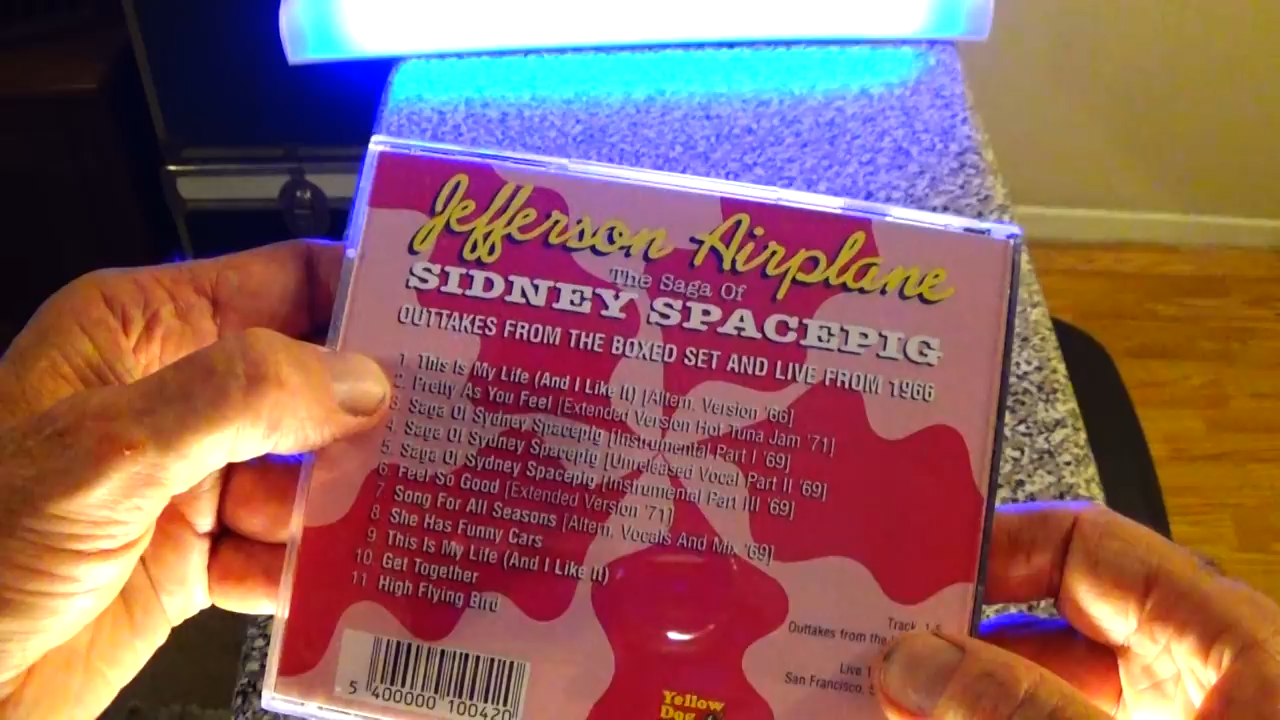 Jefferson Airplane
The Saga Of
SIDNEY SPACEPIG
OUTTAKES FROM THE BOXED SET AND LIVE FROM 1966
1 This Is My Life (And I Like It) [Altern. Version '66]
2. Pretty As You Feel [Extended Version Hot Tuna Jam '71]
3. Saga Of Sydney Spacepig [Instrumental Part I '69]
4. Saga Of Sydney Spacepig [Unreleased Vocal Part II '69]
5. Saga Of Sydney Spacepig [Instrumental Part III '69]
6. Feel So Good [Extended Version '71]
7 Song For All Seasons [Altern. Vocals And Mix '69]
8 She Has Funny Cars
9 This Is My Life (And I Like It)
10 Get Together
11 High Flying Bird
Track
Outtakes from the
Live
San Francisco,
5 400000 100420
Yellow
Dog